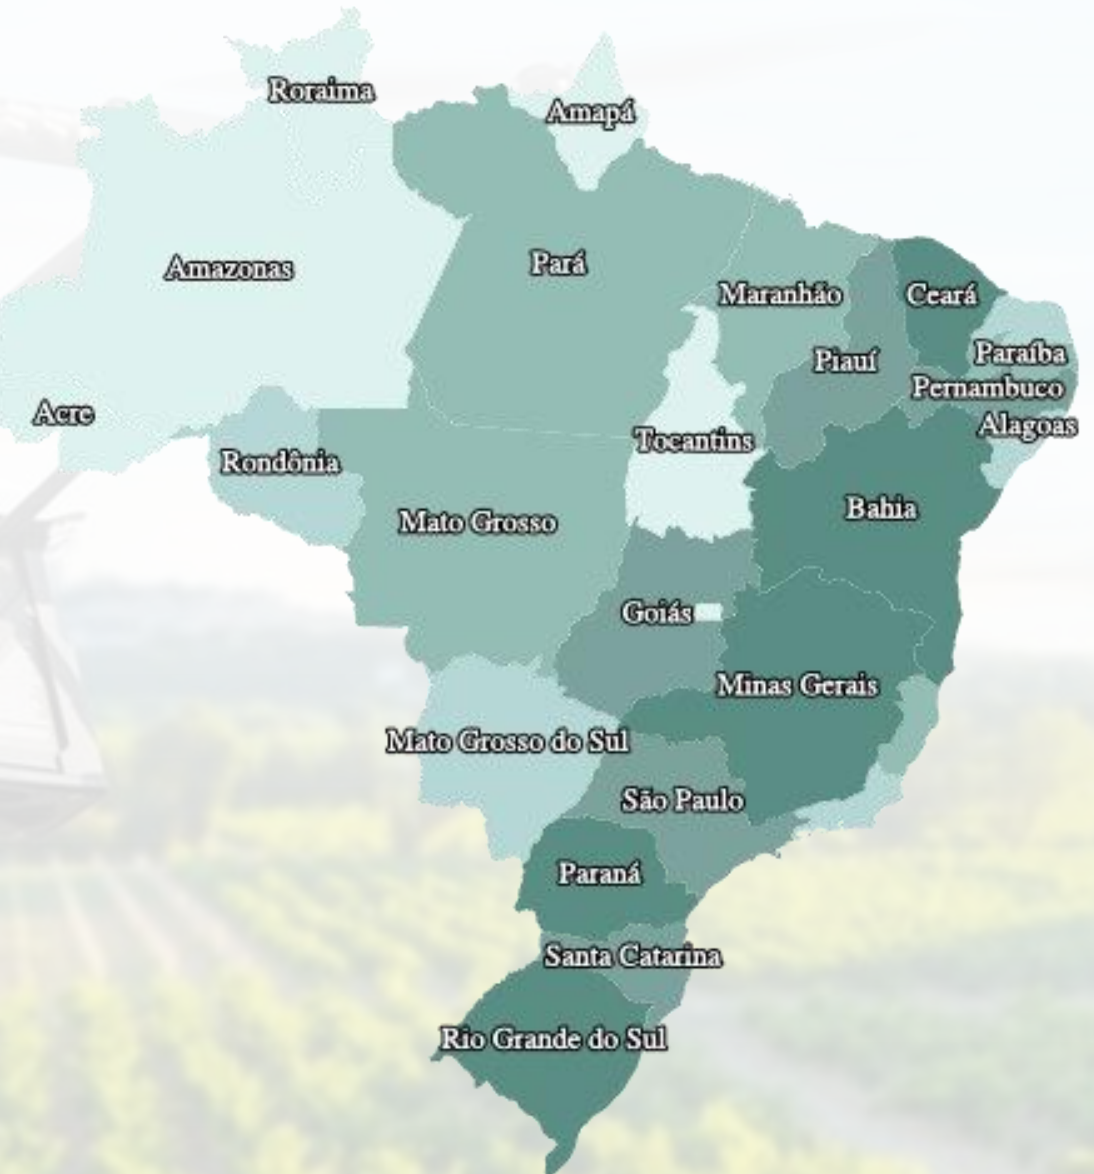 Roraima
Amapá
Amazonas
Pará
Maranhão
Ceará
Paraíba
Piauí
Pernambuco
Acre
Alagoas
Tocantins
Rondônia
Bahia
Mato Grosso
Goiás
Minas Gerais
Mato Grosso do Sul
São Paulo
Paraná
Santa Catarina
Rio Grande do Sul